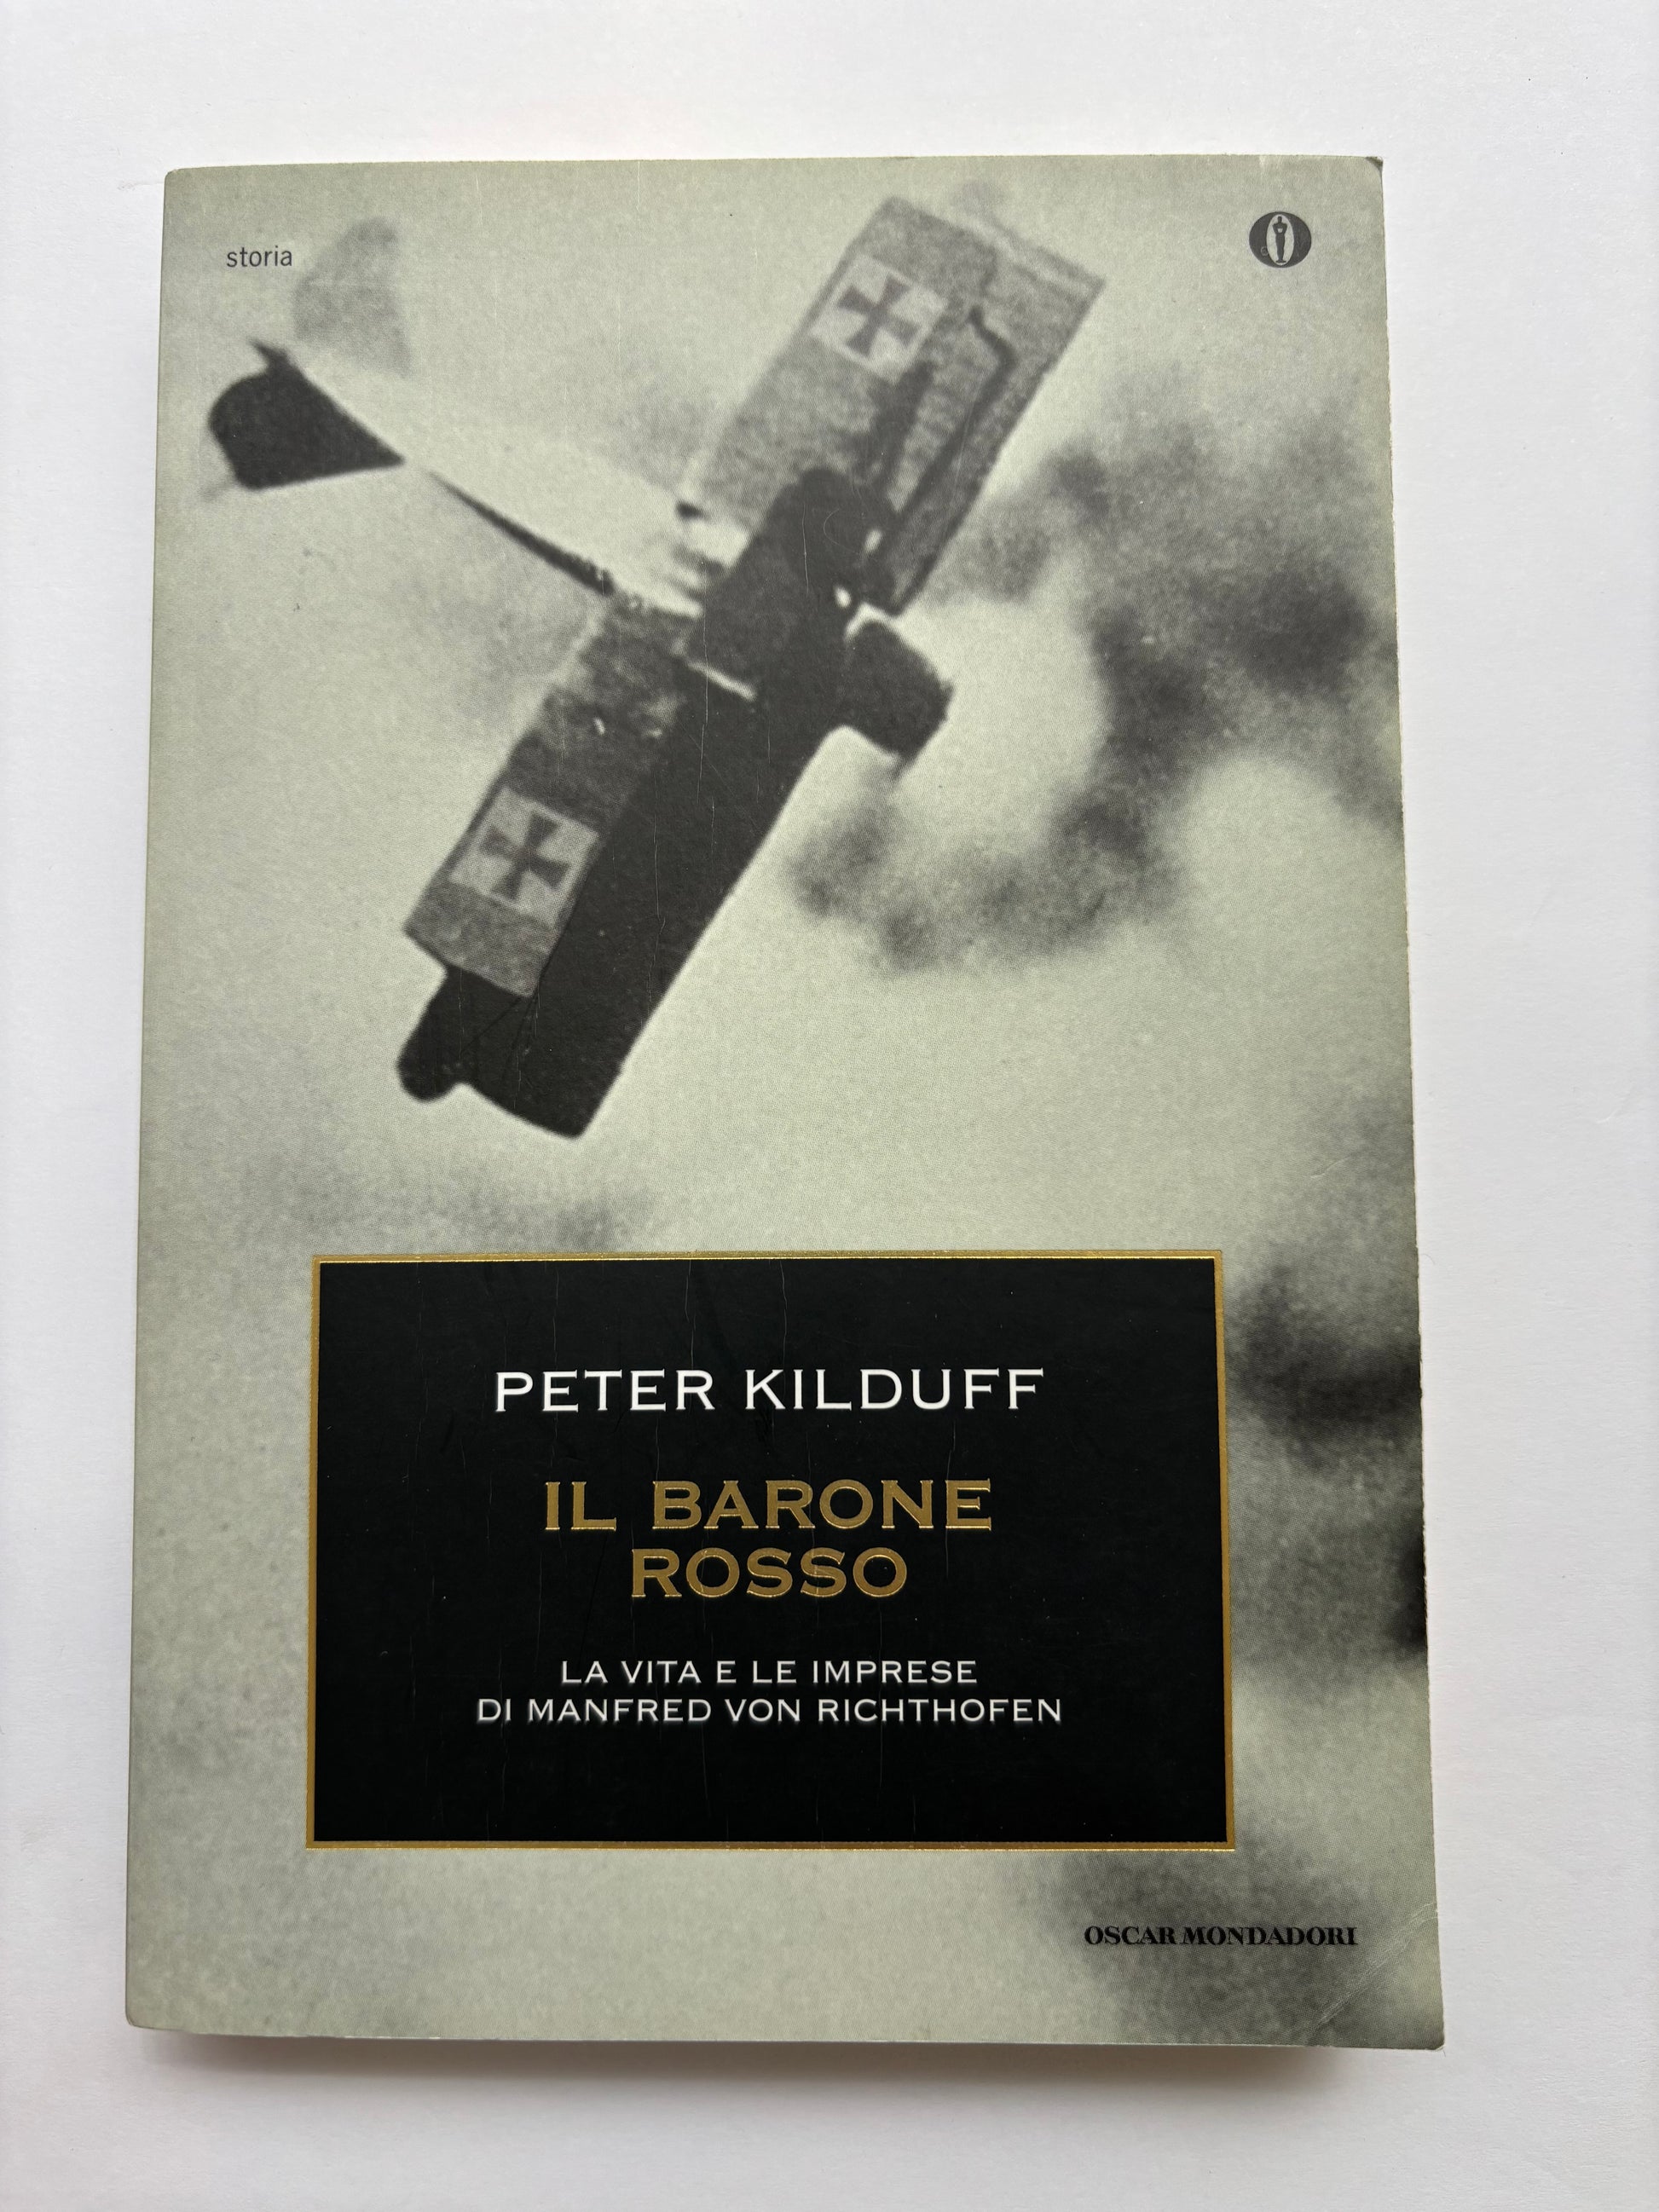 storia
PETER KILDUFF
IL BARONE
ROSSO
LA VITA E LE IMPRESE
DI MANFRED VON RICHTHOFEN
OSCAR MONDADORI